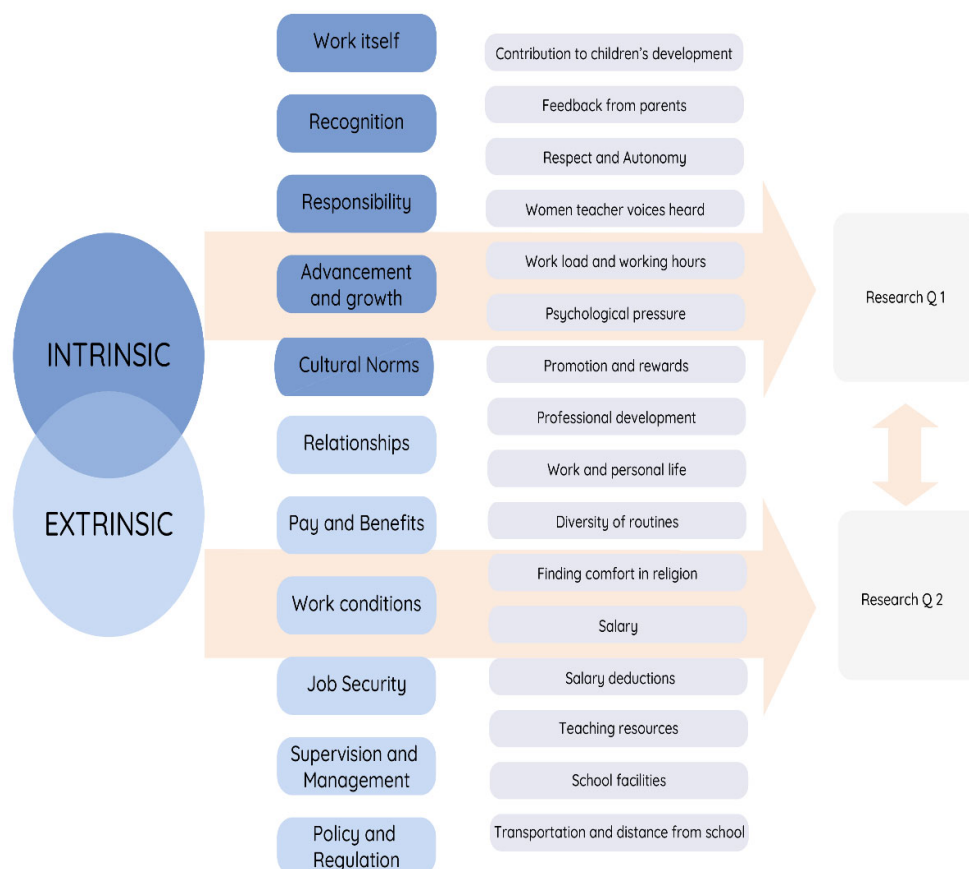 INTRINSIC
EXTRINSIC
Work itself
Recognition
Responsibility
Advancement
and growth
Cultural Norms
Relationships
Pay and Benefits
Work conditions
Job Security
Supervision and
Management
Policy and
Regulation
Contribution to children's development
Feedback from parents
Respect and Autonomy
Women teacher voices heard
Work load and working hours
Psychological pressure
Promotion and rewards
Professional development
Work and personal life
Diversity of routines
Finding comfort in religion
Salary
Salary deductions
Teaching resources
School facilities
Transportation and distance from school
Research Q 1
Research Q 2